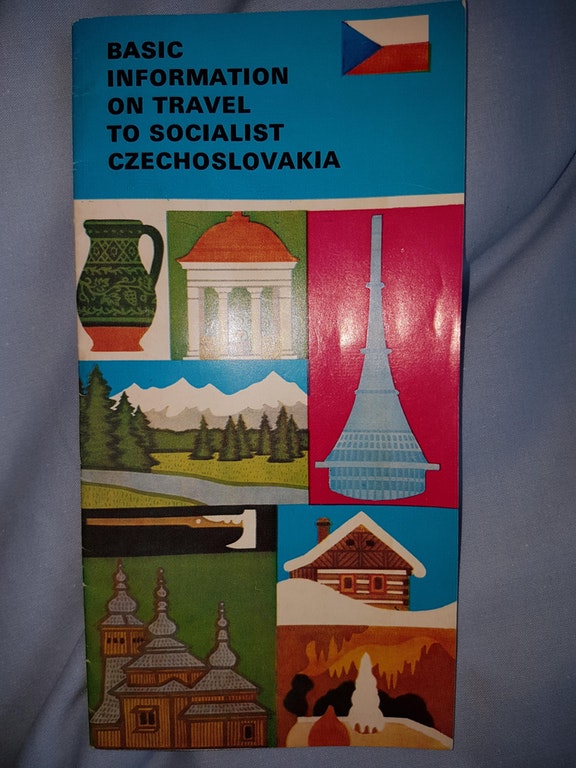 BASIC
INFORMATION
ON TRAVEL
TO SOCIALIST
CZECHOSLOVAKIA